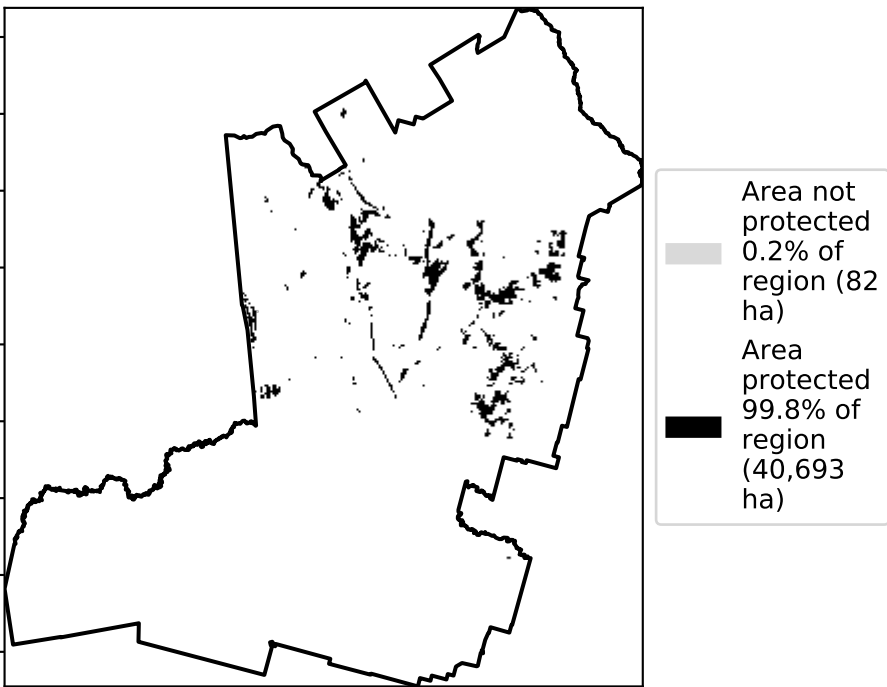 Area not
protected
0.2% of
region (82
ha)
Area
protected
99.8% of
region
(40,693
ha)